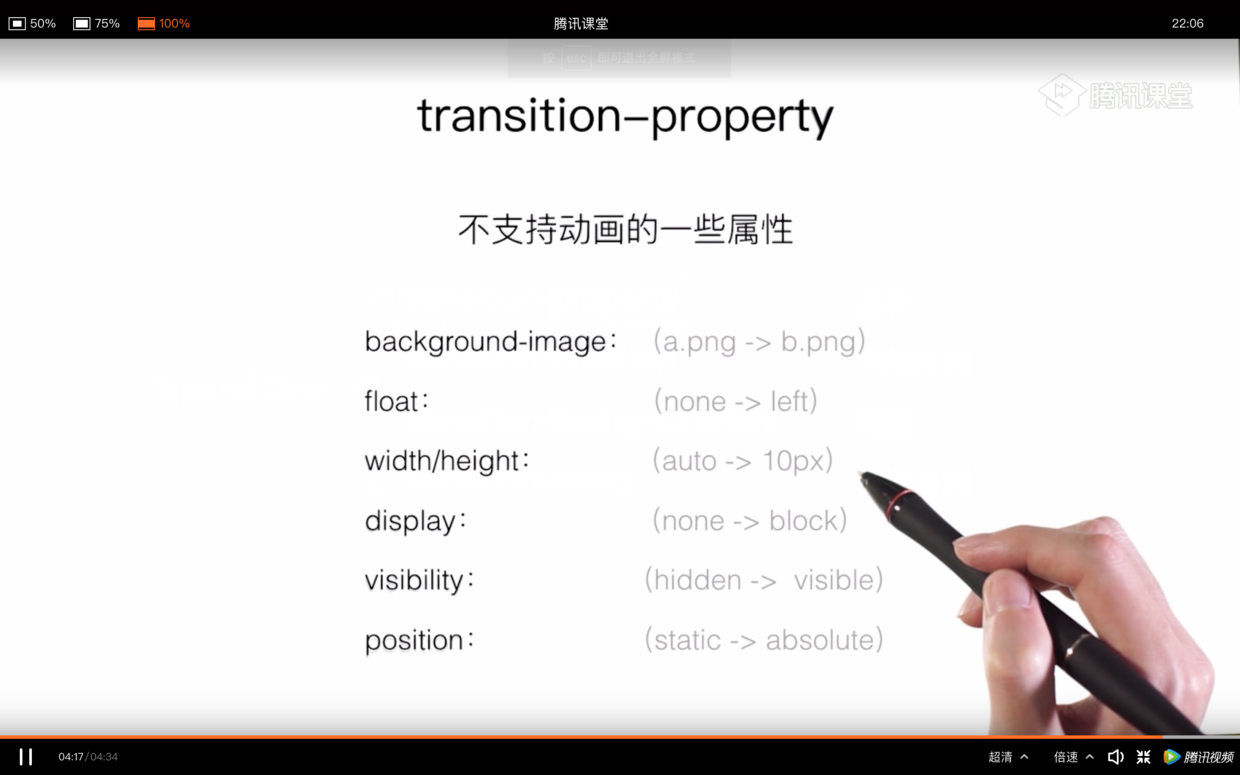 50% 75% 100% 腾讯课堂 22:06
按 esc 即可退出全屏模式
腾讯课堂
transition-property
不支持动画的一些属性
background-image: (a.png -> b.png)
float: (none -> left)
width/height: (auto -> 10px)
display: (none -> block)
visibility: (hidden -> visible)
position: (static -> absolute)
04:17/04:34 超清 倍速 腾讯视频